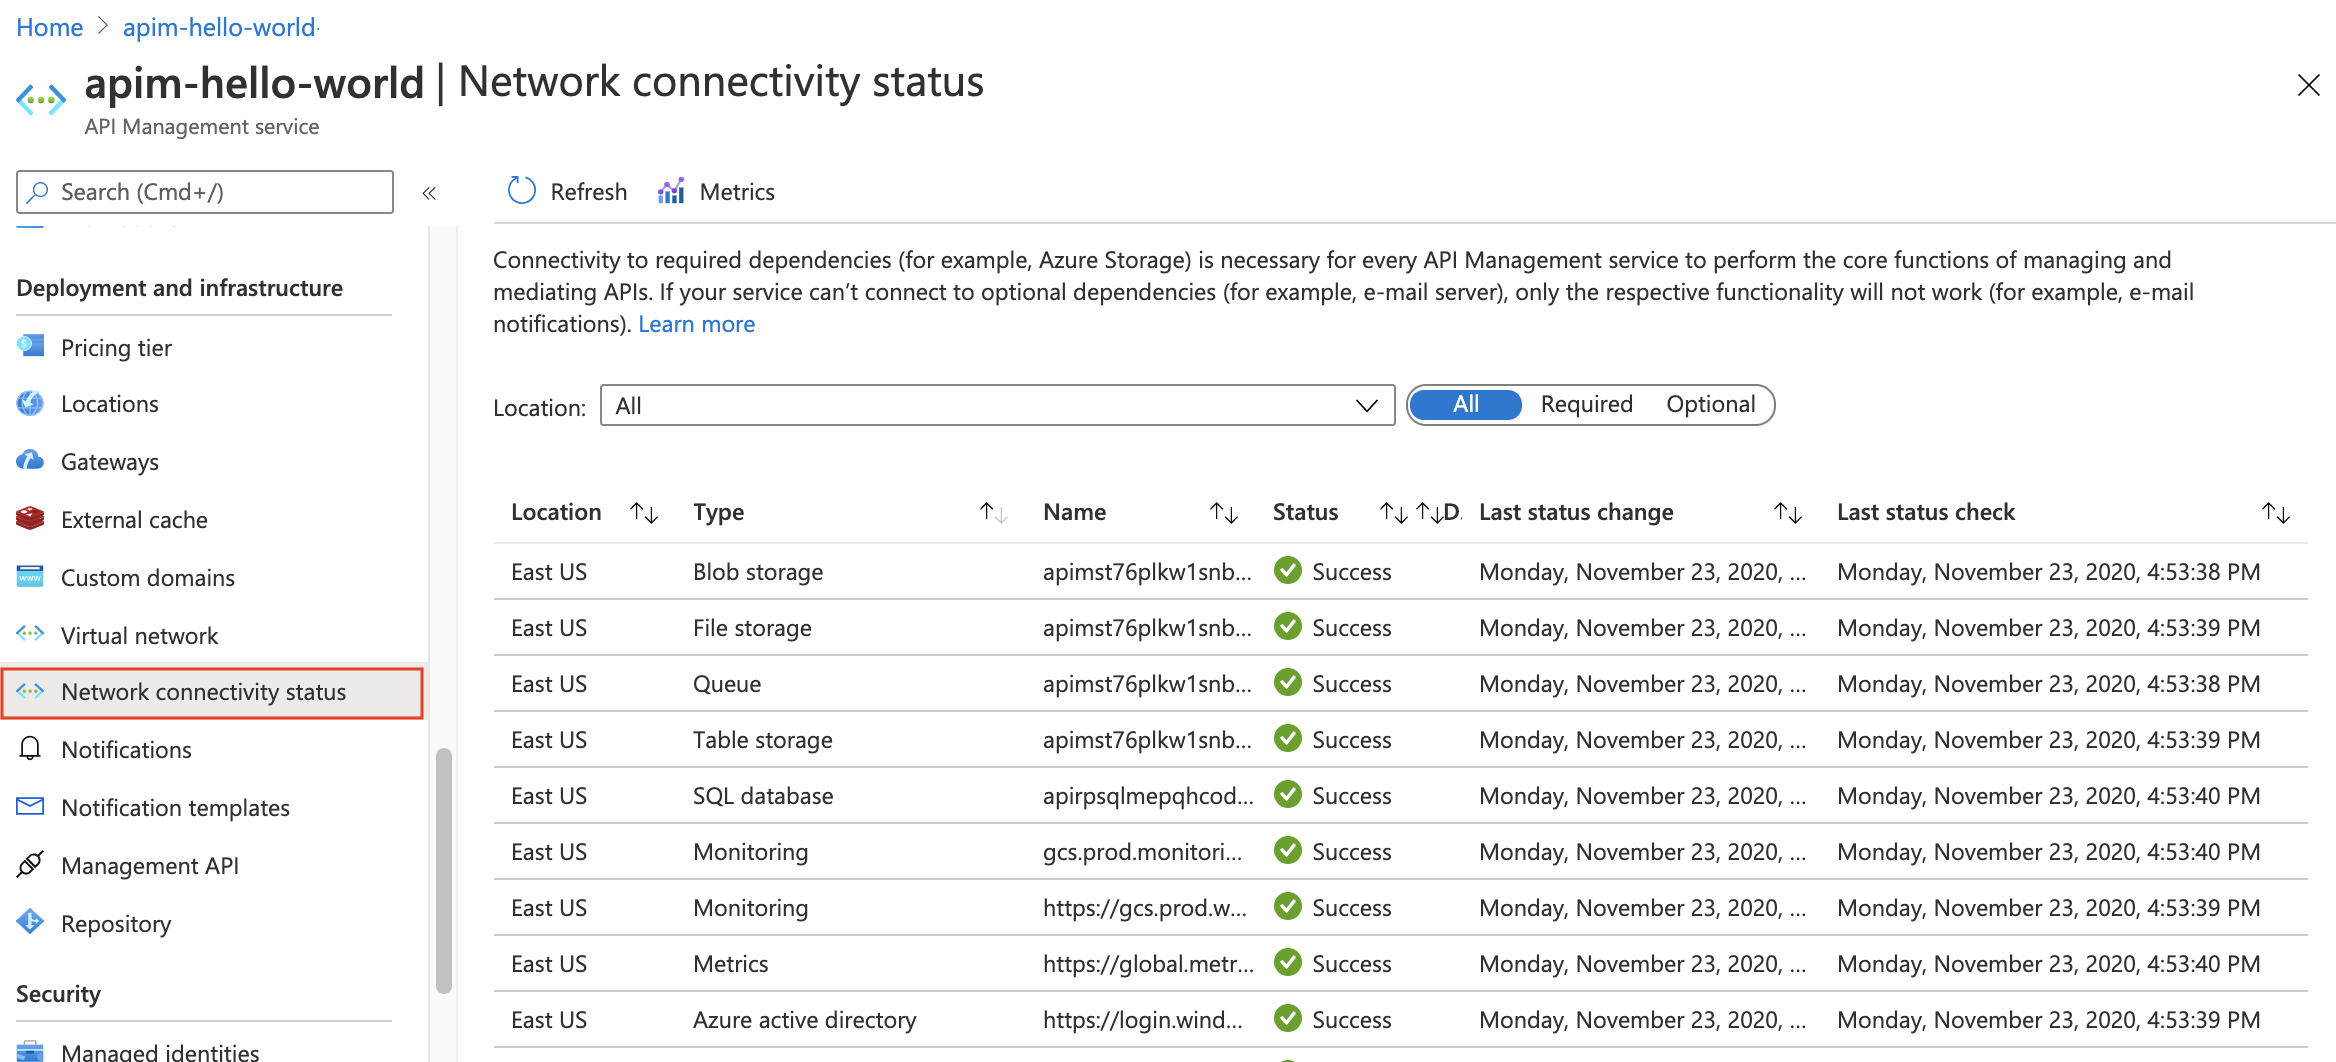 Home > apim-hello-world
apim-hello-world | Network connectivity status
API Management service
Search (Cmd+/)
«
Deployment and infrastructure
Pricing tier
Locations
Gateways
External cache
Custom domains
Virtual network
Network connectivity status
Notifications
Notification templates
Management API
Repository
Security
Managed identities
Refresh
Metrics
Connectivity to required dependencies (for example, Azure Storage) is necessary for every API Management service to perform the core functions of managing and
mediating APIs. If your service can’t connect to optional dependencies (for example, e-mail server), only the respective functionality will not work (for example, e-mail
notifications). Learn more
Location: All All Required Optional
Location ↑↓ Type ↑↓ Name ↑↓ Status ↑↓ ↑↓ D Last status change ↑↓ Last status check ↑↓
East US Blob storage apimst76plkw1snb... Success Monday, November 23, 2020, ... Monday, November 23, 2020, 4:53:38 PM
East US File storage apimst76plkw1snb... Success Monday, November 23, 2020, ... Monday, November 23, 2020, 4:53:39 PM
East US Queue apimst76plkw1snb... Success Monday, November 23, 2020, ... Monday, November 23, 2020, 4:53:38 PM
East US Table storage apimst76plkw1snb... Success Monday, November 23, 2020, ... Monday, November 23, 2020, 4:53:39 PM
East US SQL database apirpsqlmepqhcod... Success Monday, November 23, 2020, ... Monday, November 23, 2020, 4:53:40 PM
East US Monitoring gcs.prod.monitori... Success Monday, November 23, 2020, ... Monday, November 23, 2020, 4:53:40 PM
East US Monitoring https://gcs.prod.w... Success Monday, November 23, 2020, ... Monday, November 23, 2020, 4:53:39 PM
East US Metrics https://global.metr... Success Monday, November 23, 2020, ... Monday, November 23, 2020, 4:53:40 PM
East US Azure active directory https://login.wind... Success Monday, November 23, 2020, ... Monday, November 23, 2020, 4:53:39 PM